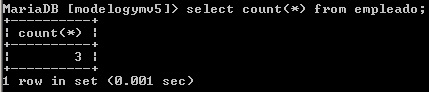 MariaDB [modelogymv5]> select count(*) from empleado;
+----------+
| count(*) |
+----------+
|        3 |
+----------+
1 row in set (0.001 sec)